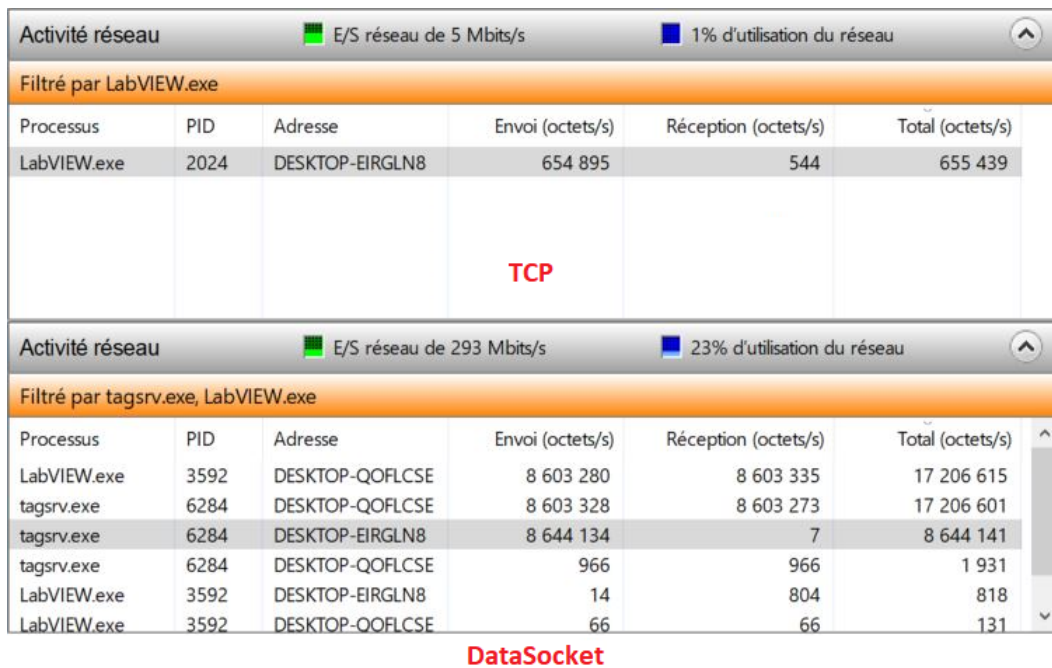 Activité réseau E/S réseau de 5 Mbits/s 1% d'utilisation du réseau
Filtré par LabVIEW.exe
Processus PID Adresse Envoi (octets/s) Réception (octets/s) Total (octets/s)
LabVIEW.exe 2024 DESKTOP-EIRGLN8 654 895 544 655 439
TCP
Activité réseau E/S réseau de 293 Mbits/s 23% d'utilisation du réseau
Filtré par tagsrv.exe, LabVIEW.exe
Processus PID Adresse Envoi (octets/s) Réception (octets/s) Total (octets/s)
LabVIEW.exe 3592 DESKTOP-QOFLCSE 8 603 280 8 603 335 17 206 615
tagsrv.exe 6284 DESKTOP-QOFLCSE 8 603 328 8 603 273 17 206 601
tagsrv.exe 6284 DESKTOP-EIRGLN8 8 644 134 7 8 644 141
tagsrv.exe 6284 DESKTOP-QOFLCSE 966 966 1 931
LabVIEW.exe 3592 DESKTOP-EIRGLN8 14 804 818
LabVIEW.exe 3592 DESKTOP-QOFLCSE 66 66 131
DataSocket